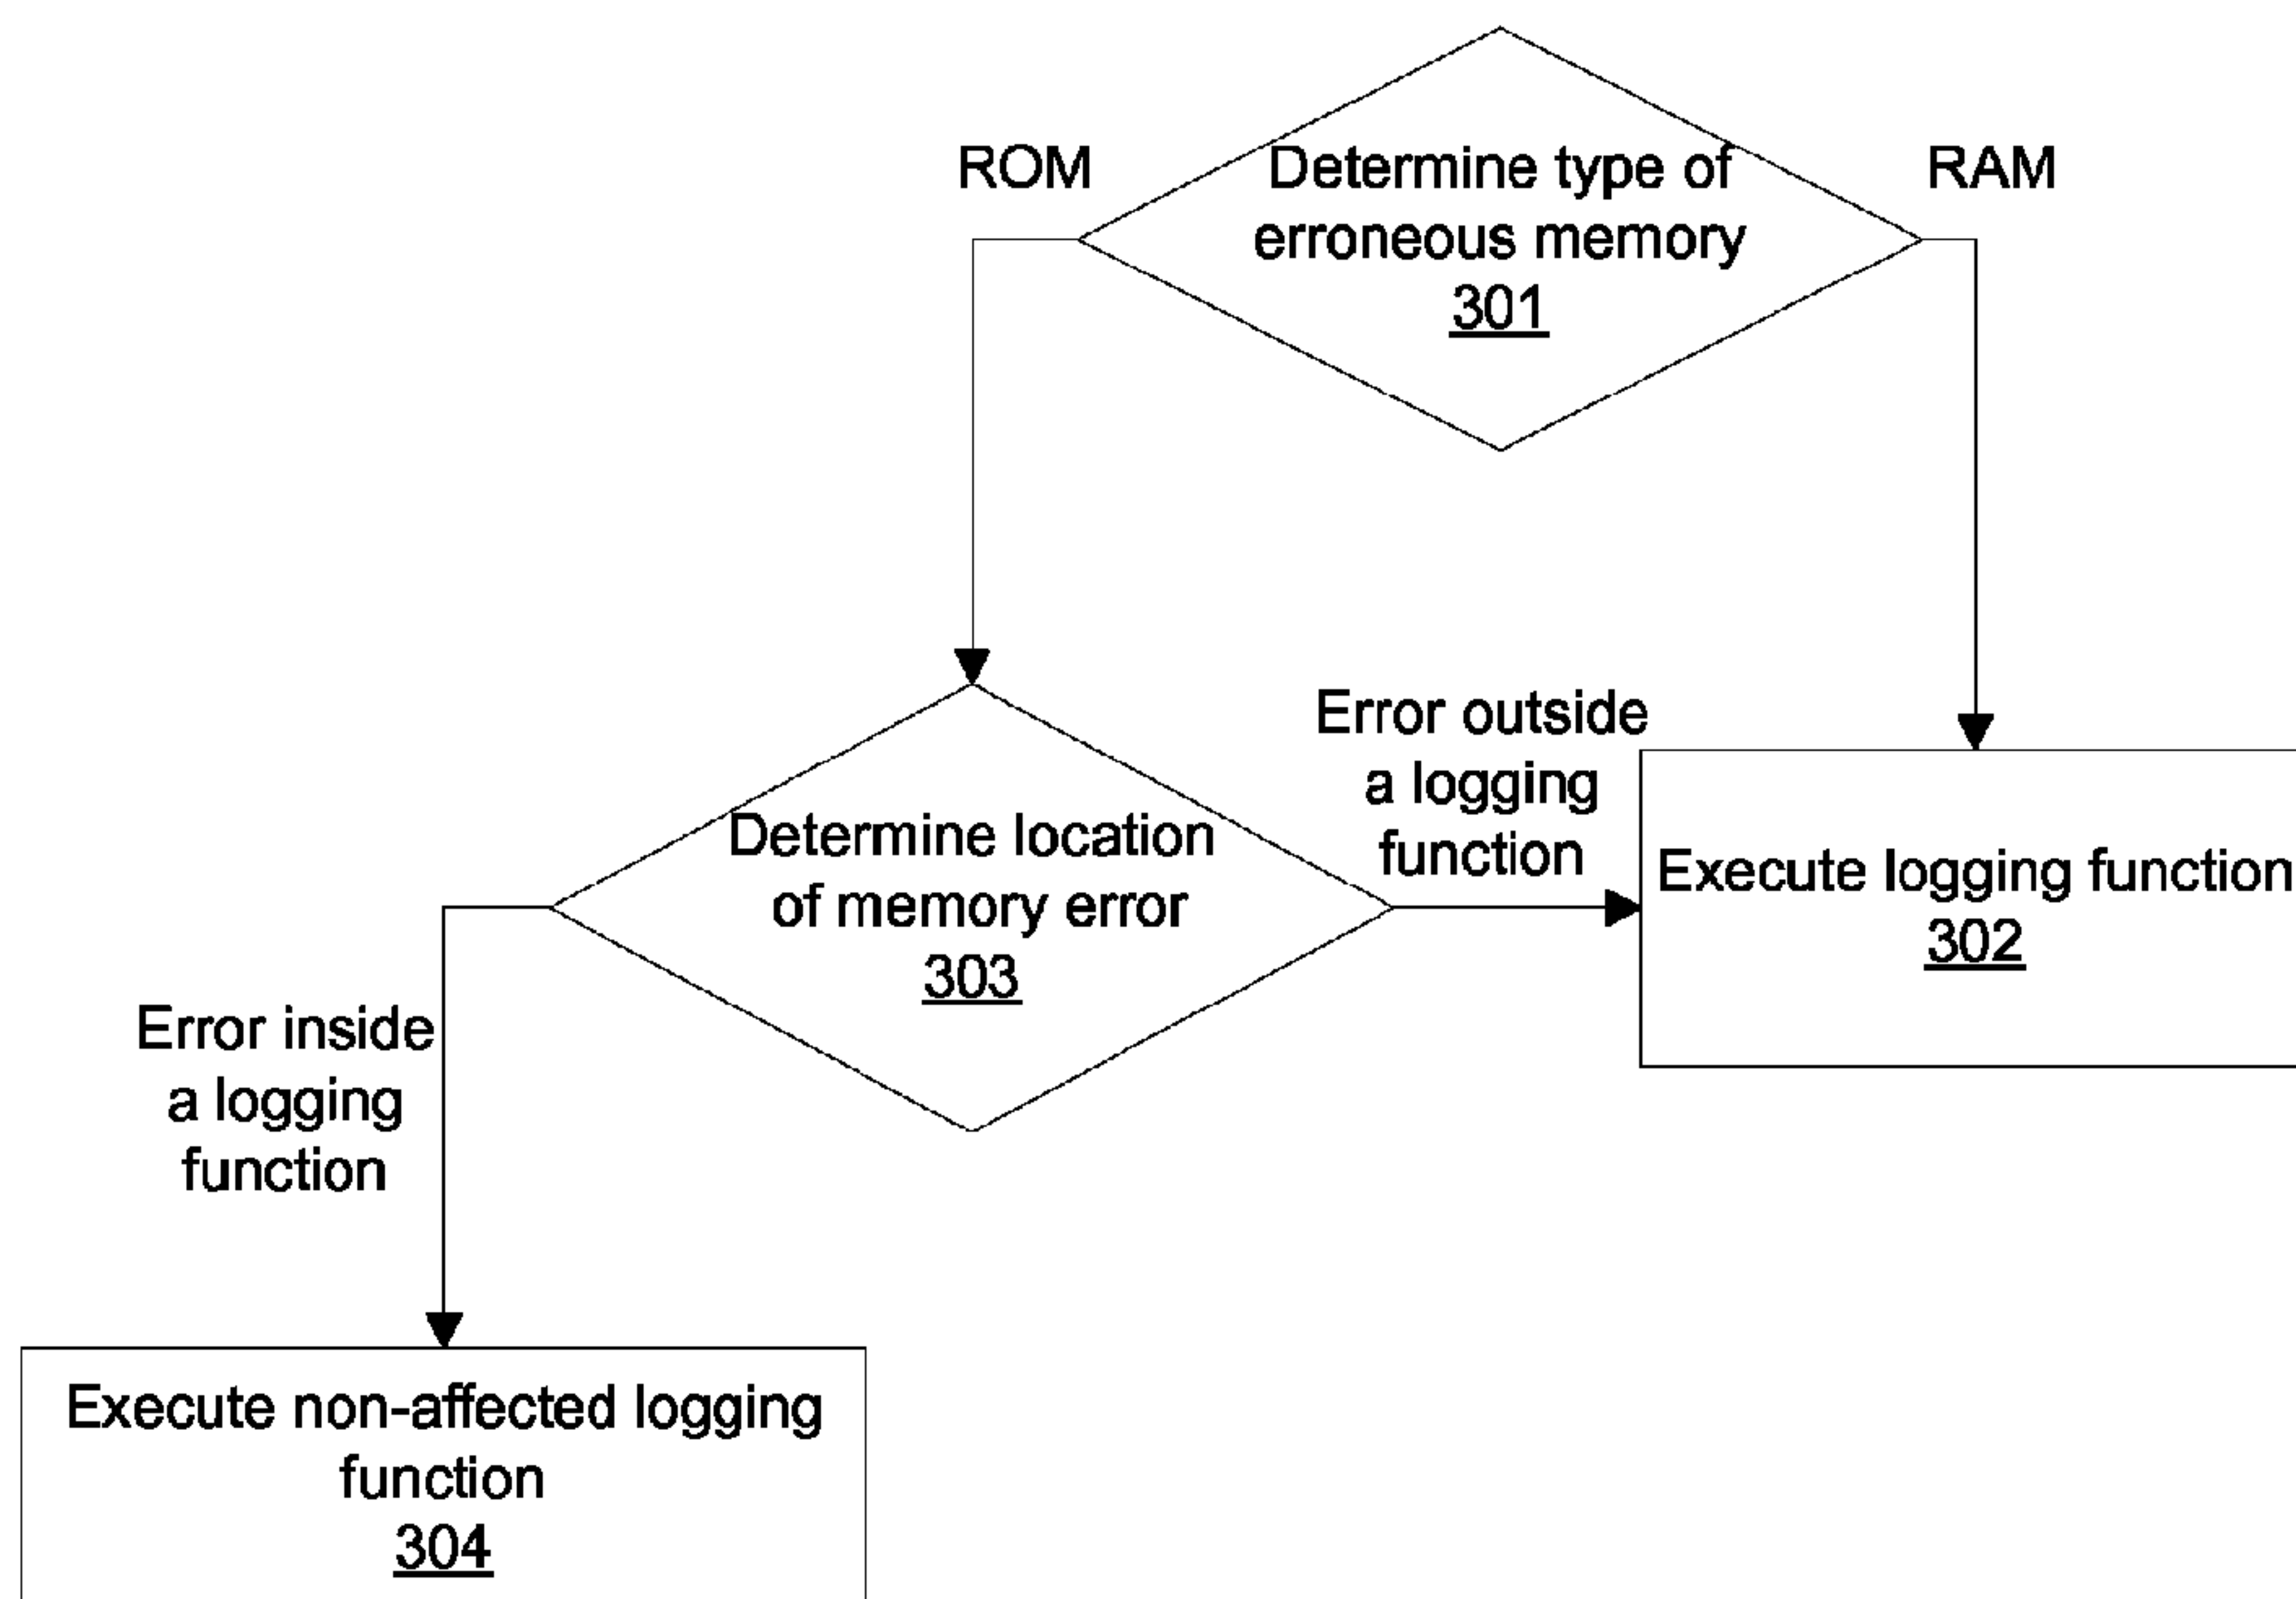 ROM
Determine type of
erroneous memory
301
RAM
Error outside
a logging
function
Determine location
of memory error
303
Execute logging function
302
Error inside
a logging
function
Execute non-affected logging
function
304